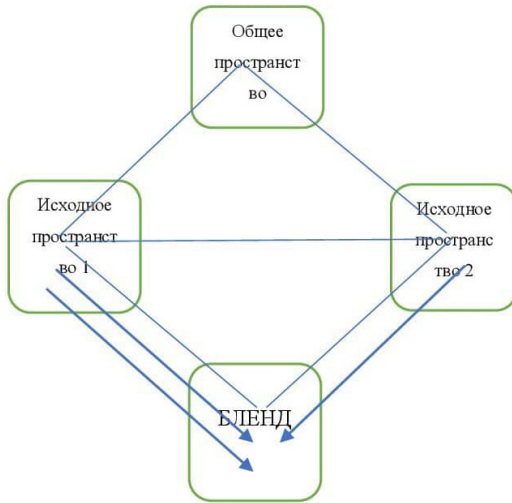 Общее
пространст
во
Исходное
пространст
во 1
Исходное
пространс
тво 2
БЛЕНД